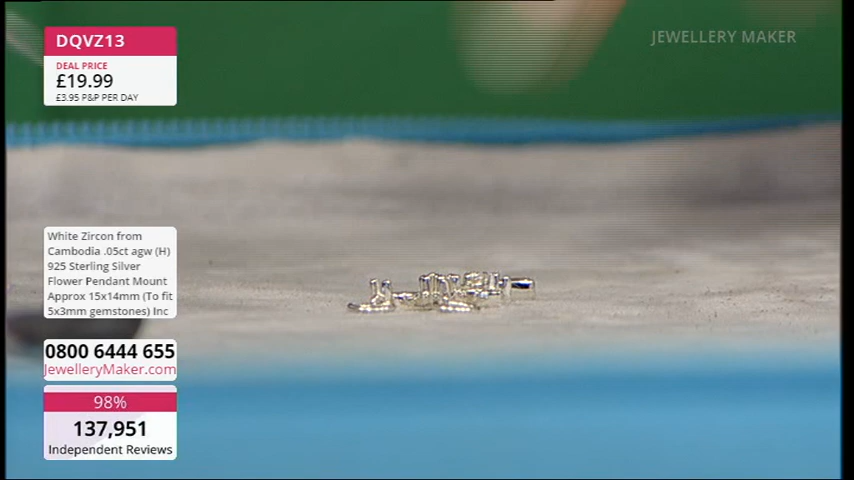 DQVZ13
DEAL PRICE
£19.99
£3.95 P&P PER DAY
JEWELLERY MAKER
White Zircon from
Cambodia .05ct agw (H)
925 Sterling Silver
Flower Pendant Mount
Approx 15x14mm (To fit
5x3mm gemstones) Inc
0800 6444 655
JewelleryMaker.com
98%
137,951
Independent Reviews